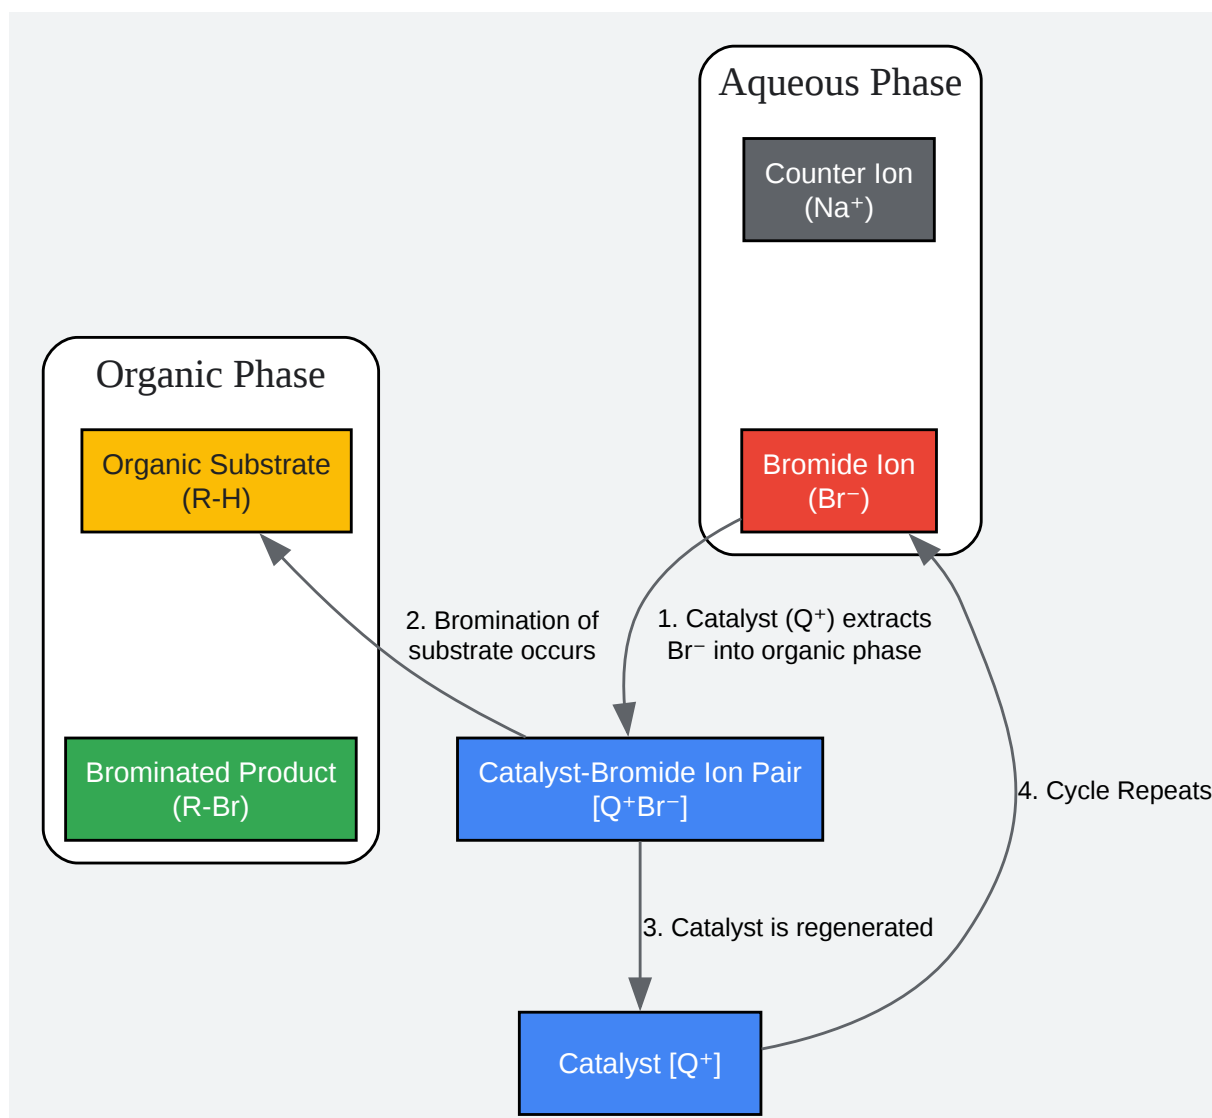 Aqueous Phase
Counter Ion
(Na⁺)
Organic Phase
Organic Substrate
(R-H)
Bromide Ion
(Br⁻)
2. Bromination of
substrate occurs
1. Catalyst (Q⁺) extracts
Br⁻ into organic phase
Brominated Product
(R-Br)
Catalyst-Bromide Ion Pair
[Q⁺Br⁻]
4. Cycle Repeats
3. Catalyst is regenerated
Catalyst [Q⁺]